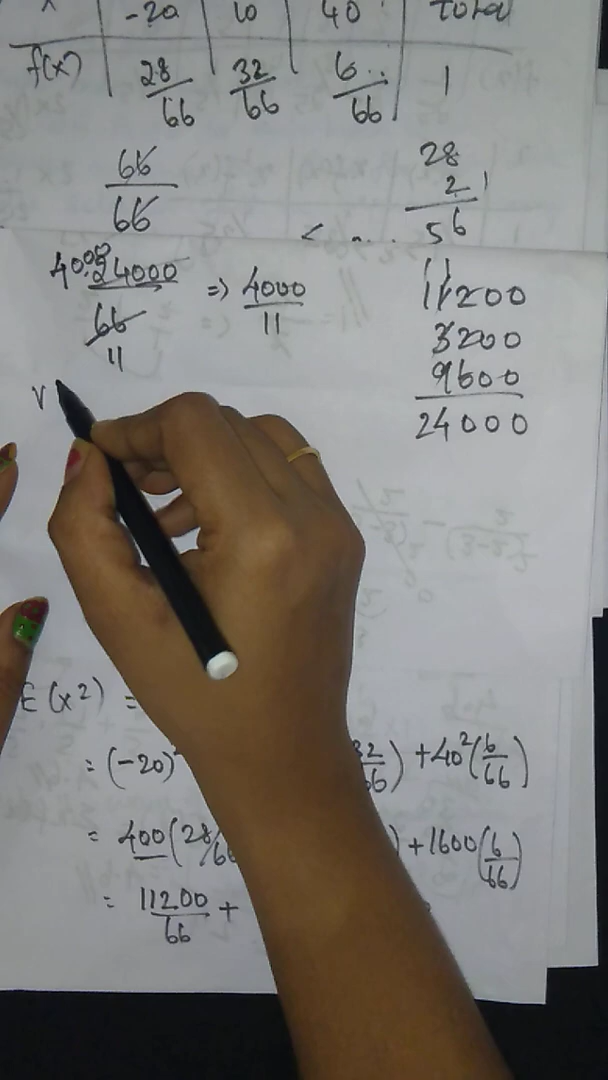 x -20 10 40 Total
f(x) 28/66 32/66 6/66 1
66/66
28
2
56
4000 24000/66 11 => 4000/11
11200
3200
9600
24000
V
E(x²) =
= (-20)² 32/66) + 40² (6/66)
= 400 (28/66 ) + 1600 (6/66)
= 11200/66 +